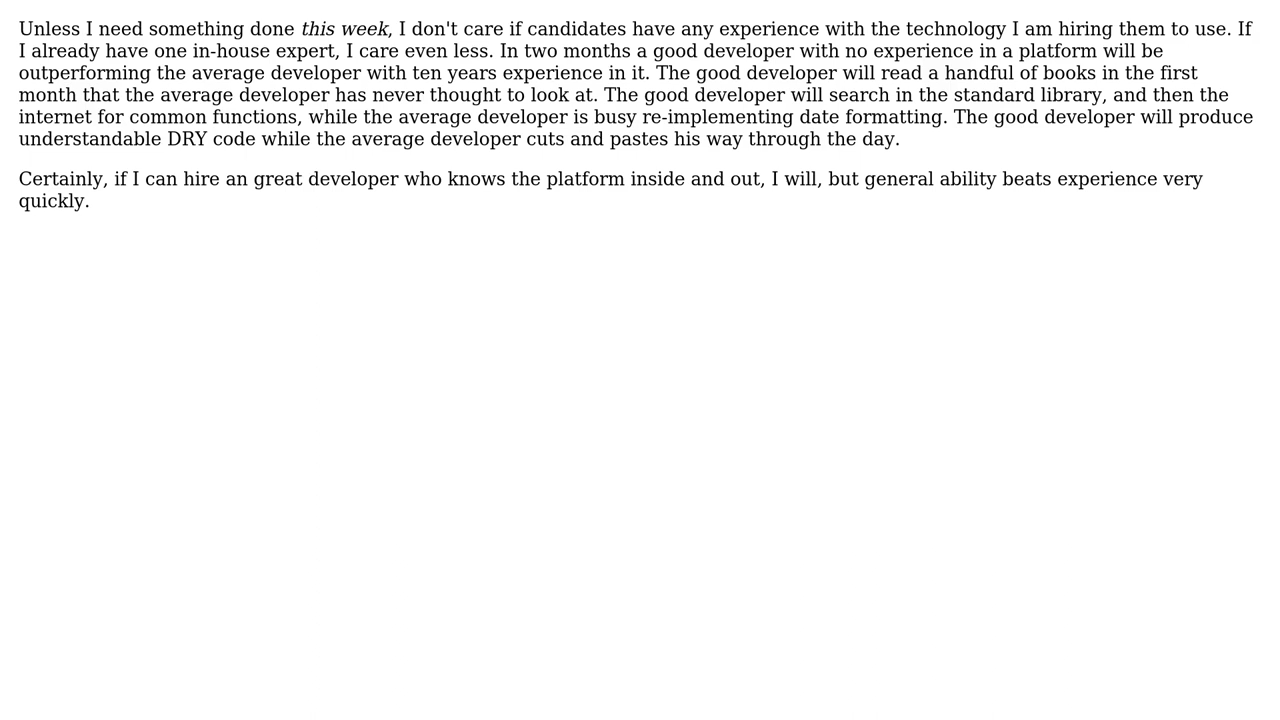 Unless I need something done this week, I don't care if candidates have any experience with the technology I am hiring them to use. If
I already have one in-house expert, I care even less. In two months a good developer with no experience in a platform will be
outperforming the average developer with ten years experience in it. The good developer will read a handful of books in the first
month that the average developer has never thought to look at. The good developer will search in the standard library, and then the
internet for common functions, while the average developer is busy re-implementing date formatting. The good developer will produce
understandable DRY code while the average developer cuts and pastes his way through the day.
Certainly, if I can hire an great developer who knows the platform inside and out, I will, but general ability beats experience very
quickly.